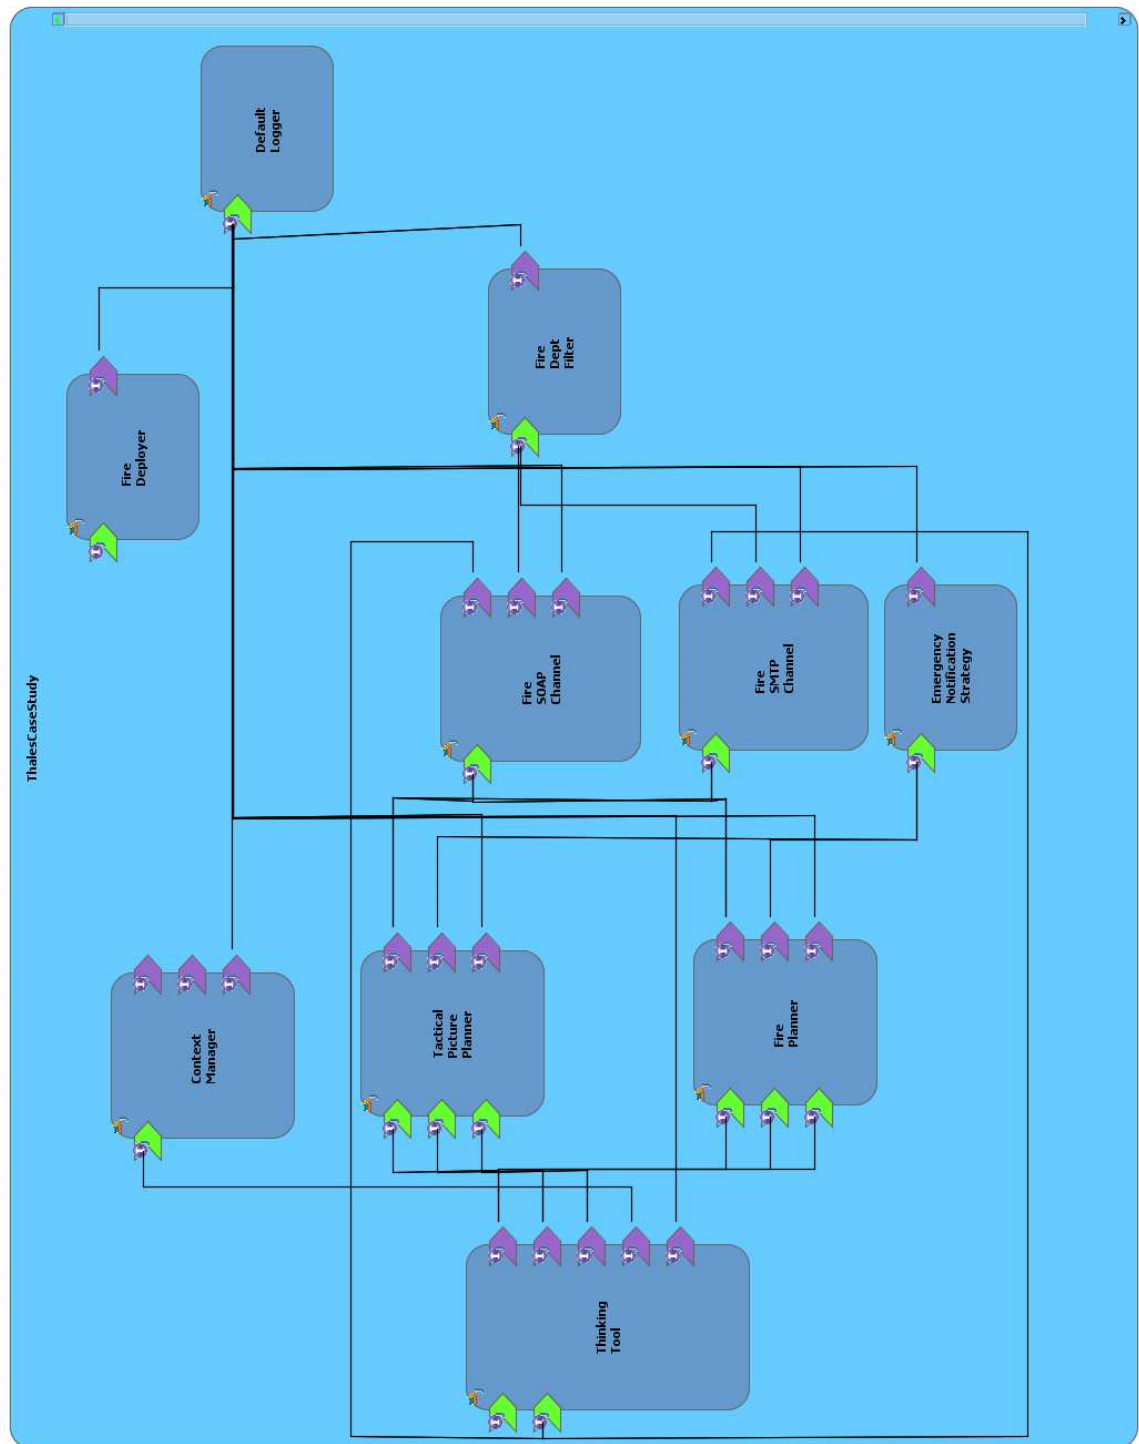 ThalesCaseStudy
Default
Logger
Fire
Deployer
Fire
Dept
Filter
Fire
SOAP
Channel
Fire
SMTP
Channel
Emergency
Notification
Strategy
Context
Manager
Tactical
Picture
Planner
Fire
Planner
Thinking
Tool